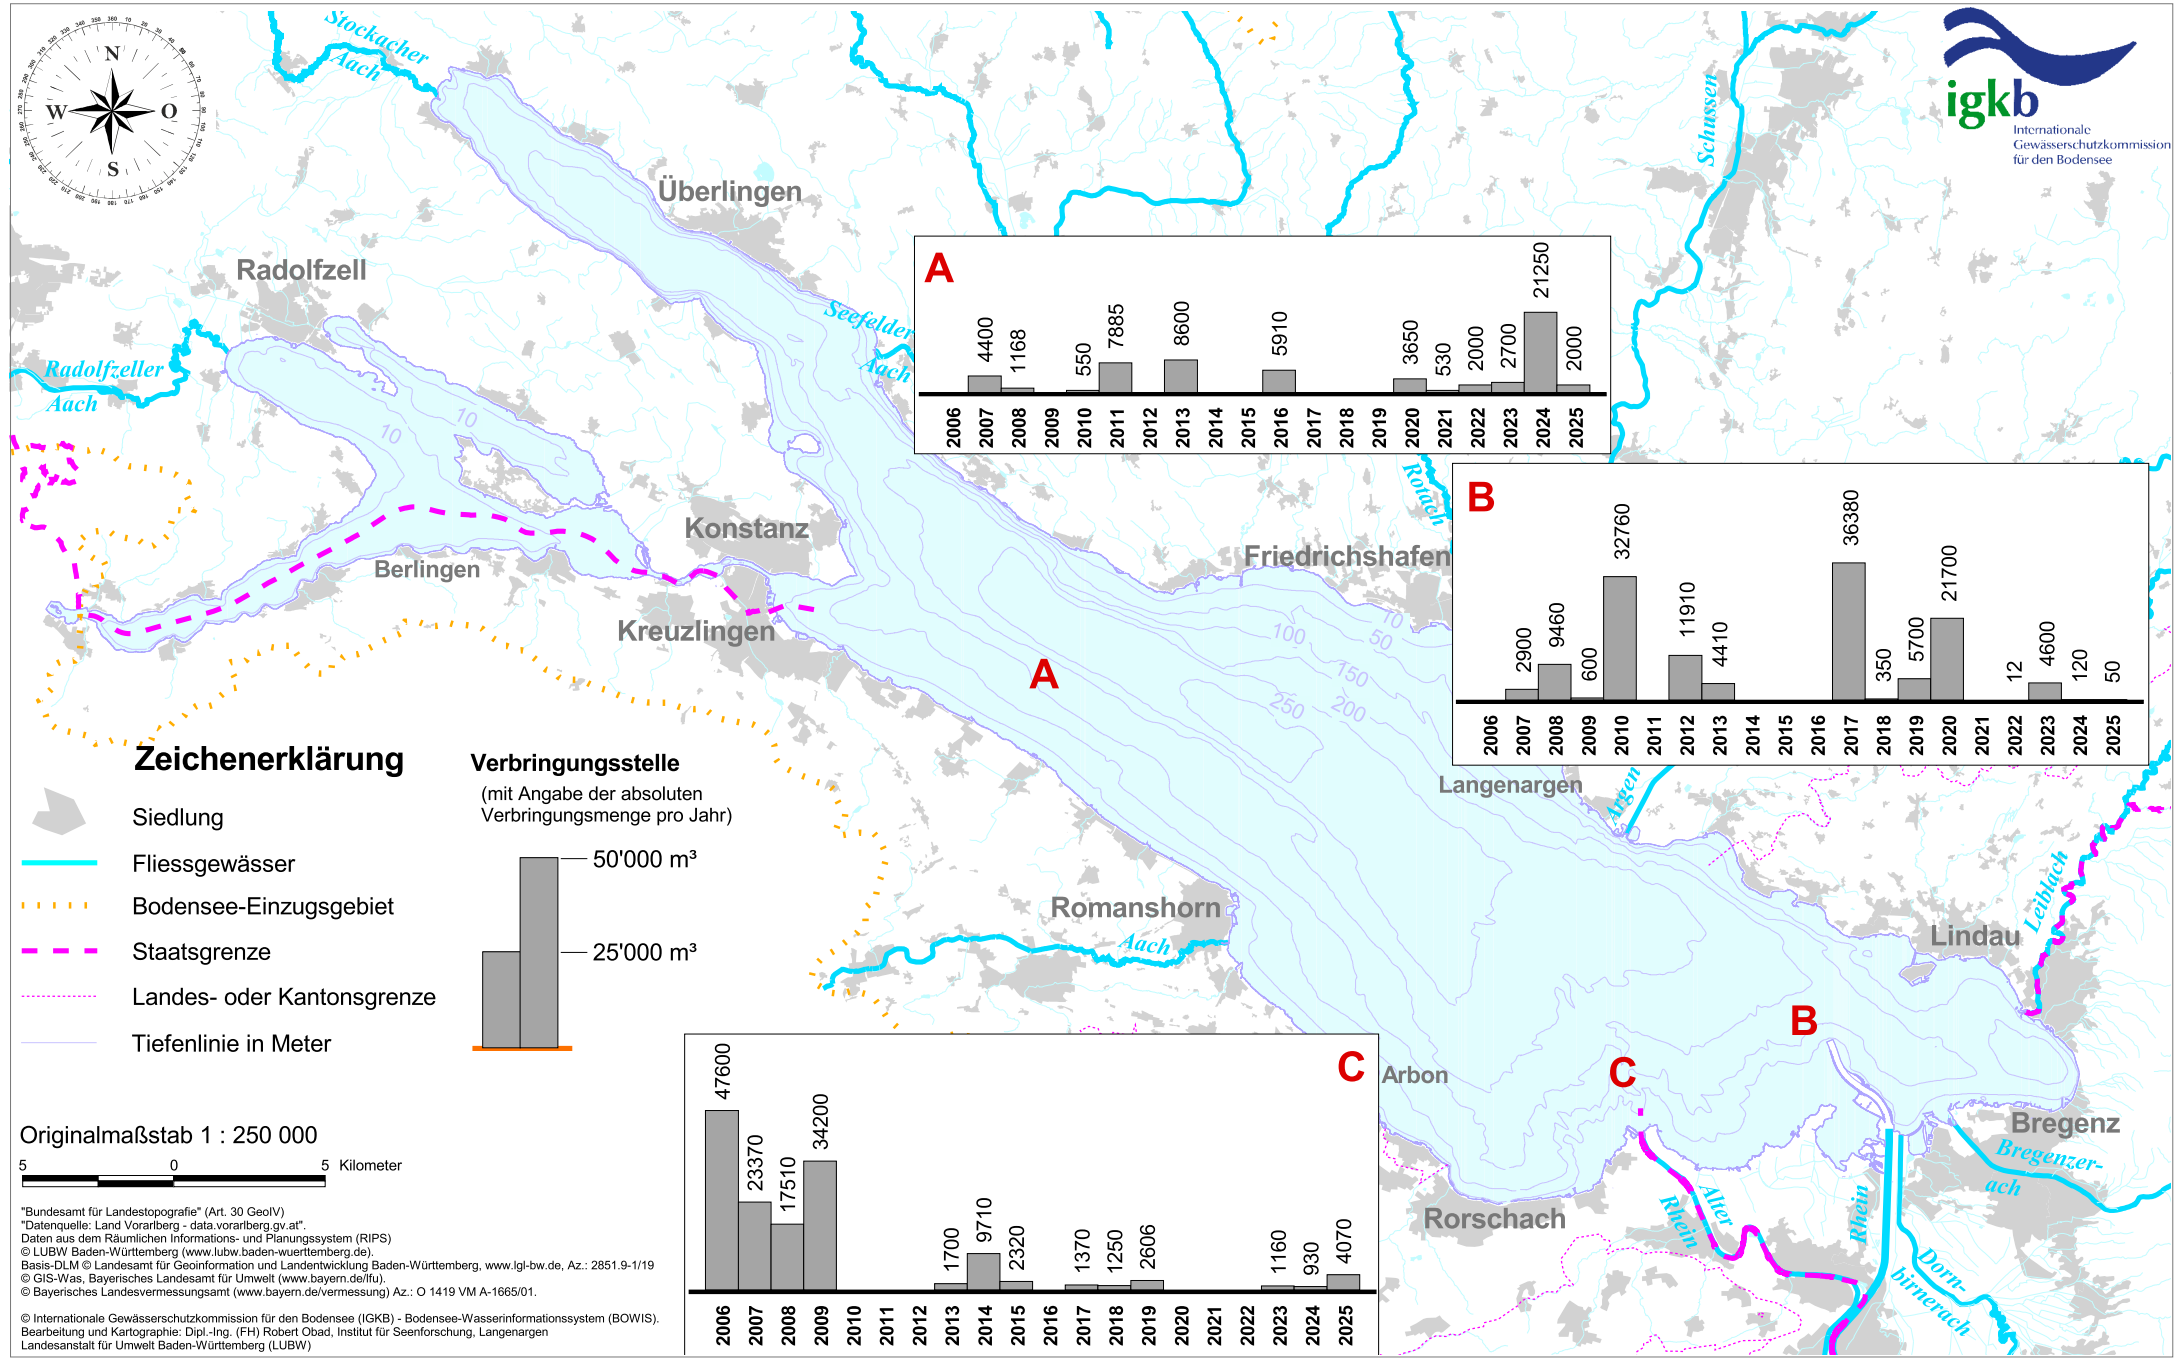 N
W
O
S
Stockacher
Aach
Überlingen
Radolfzell
Radolfzeller
Aach
Seefelder
Aach
Schussen
igkb
Internationale
Gewässerschutzkommission
für den Bodensee
A
4400
1168
550
7885
8600
5910
3650
530
2000
2700
21250
2000
2006 2007 2008 2009 2010 2011 2012 2013 2014 2015 2016 2017 2018 2019 2020 2021 2022 2023 2024 2025
10
10
Konstanz
Berlingen
Kreuzlingen
Rotach
Friedrichshafen
B
2900
9460
600
32760
11910
4410
36380
350
5700
21700
12
4600
120
50
2006 2007 2008 2009 2010 2011 2012 2013 2014 2015 2016 2017 2018 2019 2020 2021 2022 2023 2024 2025
A
10
50
100
150
200
250
Langenargen
Argen
Zeichenerklärung
Siedlung
Fliessgewässer
Bodensee-Einzugsgebiet
Staatsgrenze
Landes- oder Kantonsgrenze
Tiefenlinie in Meter
Verbringungsstelle
(mit Angabe der absoluten
Verbringungsmenge pro Jahr)
50'000 m³
25'000 m³
Romanshorn
Aach
Leiblach
Lindau
B
C
Arbon
Bregenz
Bregenzer-
ach
Rorschach
Alter
Rhein
Rhein
Dorn-
birnerach
C
47600
23370
17510
34200
1700
9710
2320
1370
1250
2606
1160
930
4070
2006 2007 2008 2009 2010 2011 2012 2013 2014 2015 2016 2017 2018 2019 2020 2021 2022 2023 2024 2025
Originalmaßstab 1 : 250 000
5 0 5 Kilometer
"Bundesamt für Landestopografie" (Art. 30 GeoIV)
"Datenquelle: Land Vorarlberg - data.vorarlberg.gv.at".
Daten aus dem Räumlichen Informations- und Planungssystem (RIPS)
© LUBW Baden-Württemberg (www.lubw.baden-wuerttemberg.de).
Basis-DLM © Landesamt für Geoinformation und Landentwicklung Baden-Württemberg, www.lgl-bw.de, Az.: 2851.9-1/19
© GIS-Was, Bayerisches Landesamt für Umwelt (www.bayern.de/lfu).
© Bayerisches Landesvermessungsamt (www.bayern.de/vermessung) Az.: O 1419 VM A-1665/01.
© Internationale Gewässerschutzkommission für den Bodensee (IGKB) - Bodensee-Wasserinformationssystem (BOWIS).
Bearbeitung und Kartographie: Dipl.-Ing. (FH) Robert Obad, Institut für Seenforschung, Langenargen
Landesanstalt für Umwelt Baden-Württemberg (LUBW)